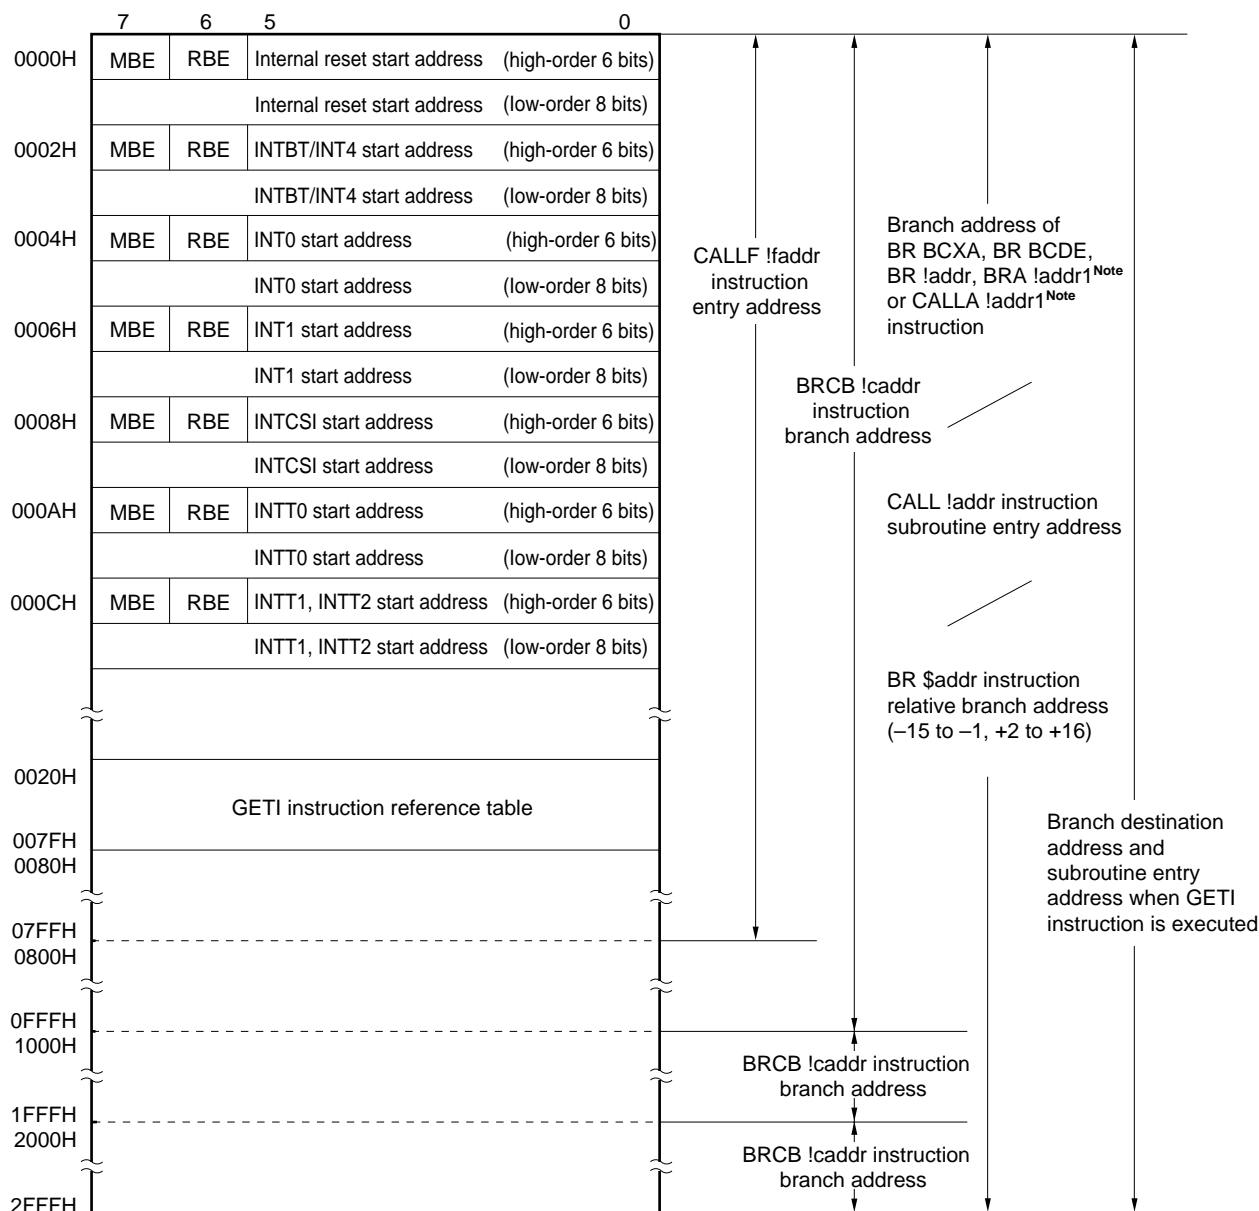 7 6 5 0
0000H MBE RBE Internal reset start address (high-order 6 bits)
Internal reset start address (low-order 8 bits)
0002H MBE RBE INTBT/INT4 start address (high-order 6 bits)
INTBT/INT4 start address (low-order 8 bits)
0004H MBE RBE INT0 start address (high-order 6 bits)
INT0 start address (low-order 8 bits)
0006H MBE RBE INT1 start address (high-order 6 bits)
INT1 start address (low-order 8 bits)
0008H MBE RBE INTCSI start address (high-order 6 bits)
INTCSI start address (low-order 8 bits)
000AH MBE RBE INTT0 start address (high-order 6 bits)
INTT0 start address (low-order 8 bits)
000CH MBE RBE INTT1, INTT2 start address (high-order 6 bits)
INTT1, INTT2 start address (low-order 8 bits)
0020H
GETI instruction reference table
007FH
0080H
07FFH
0800H
0FFFH
1000H
1FFFH
2000H
2FFFH
CALLF !faddr
instruction
entry address
BRCB !caddr
instruction
branch address
BRCB !caddr instruction
branch address
BRCB !caddr instruction
branch address
Branch address of
BR BCXA, BR BCDE,
BR !addr, BRA !addr1Note
or CALLA !addr1Note
instruction
CALL !addr instruction
subroutine entry address
BR $addr instruction
relative branch address
(–15 to –1, +2 to +16)
Branch destination
address and
subroutine entry
address when GETI
instruction is executed